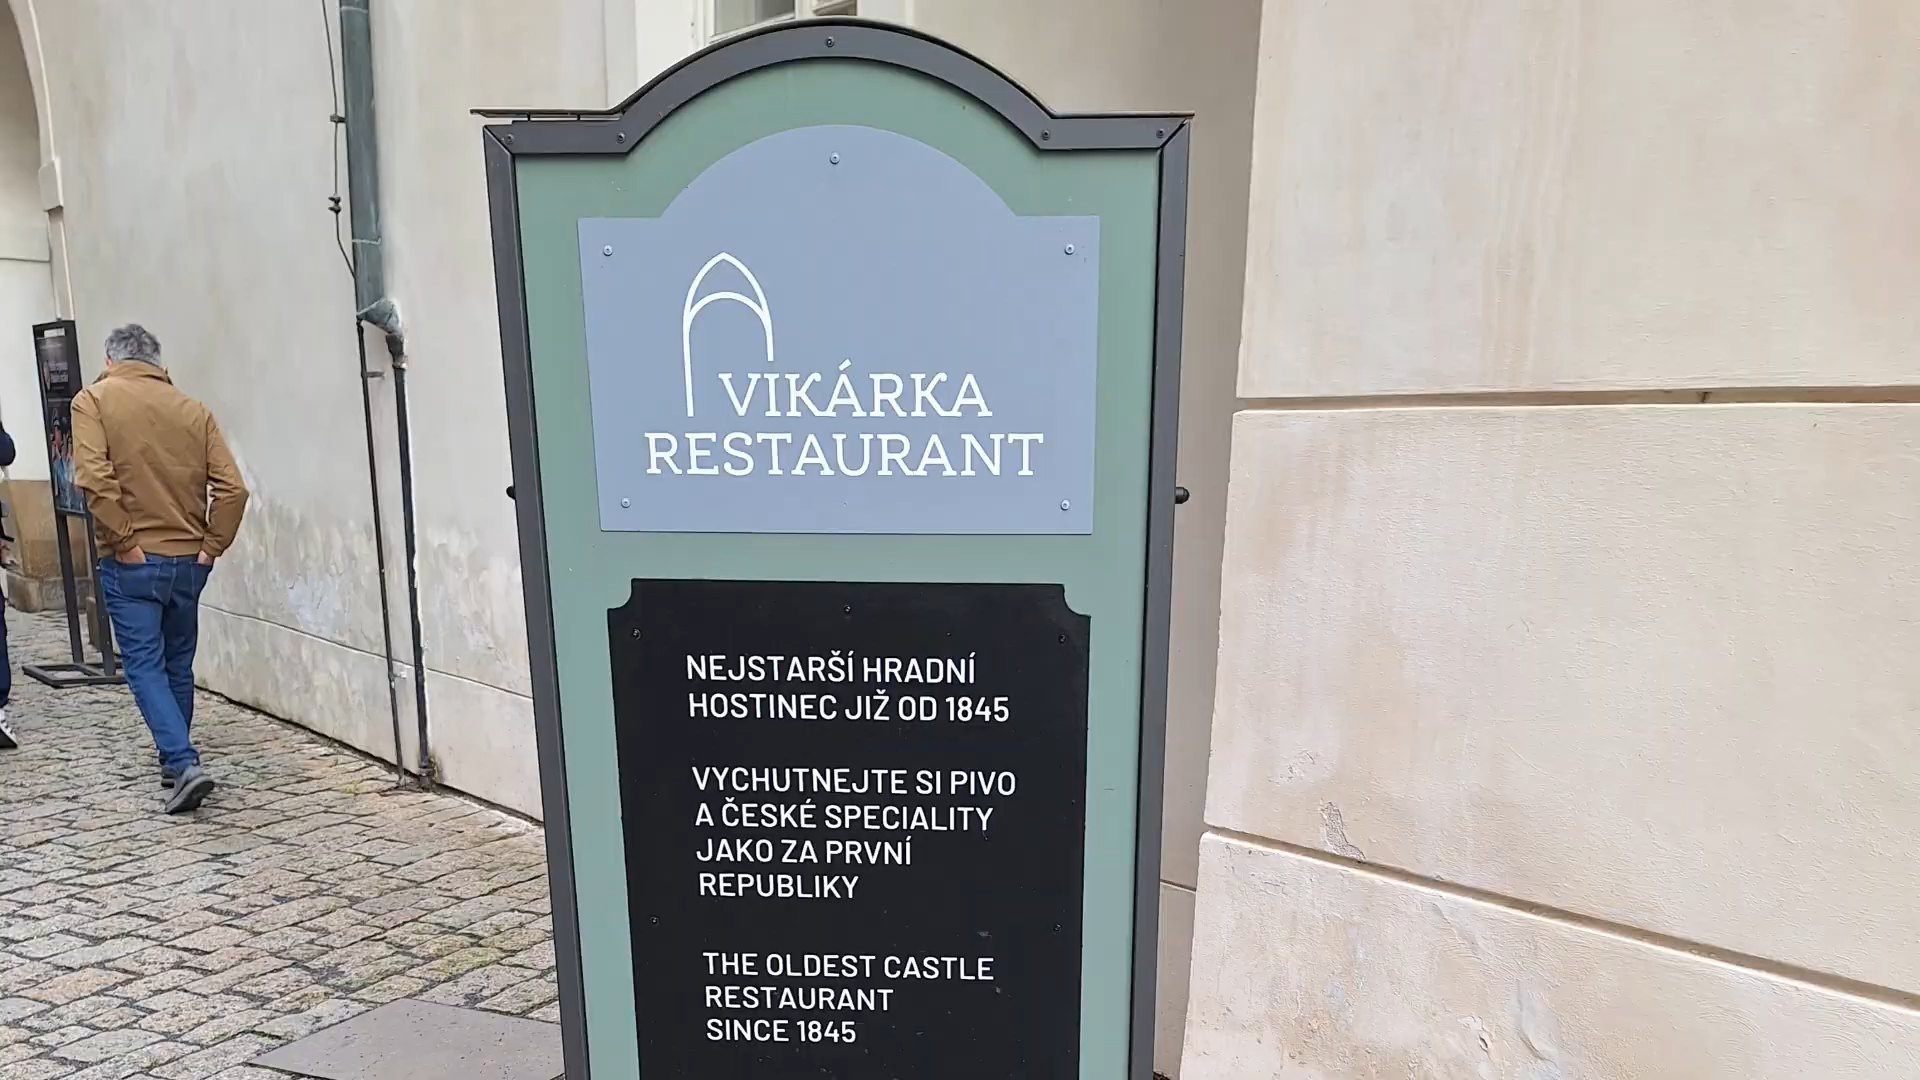 VIKÁRKA
RESTAURANT
NEJSTARŠÍ HRADNÍ
HOSTINEC JIŽ OD 1845
VYCHUTNEJTE SI PIVO
A ČESKÉ SPECIALITY
JAKO ZA PRVNÍ
REPUBLIKY
THE OLDEST CASTLE
RESTAURANT
SINCE 1845